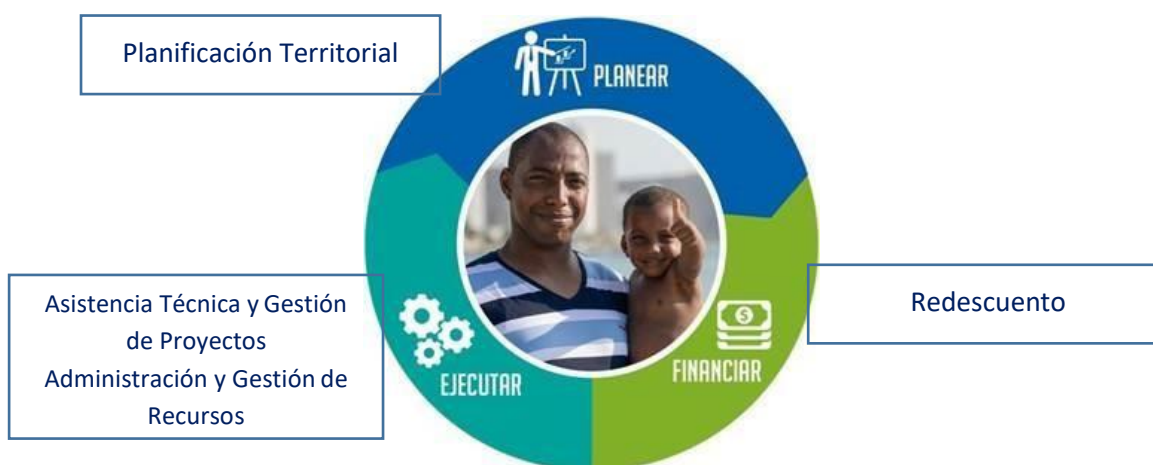 Planificación Territorial
PLANEAR
Asistencia Técnica y Gestión
de Proyectos
Administración y Gestión de
Recursos
EJECUTAR
$
FINANCIAR
Redescuento